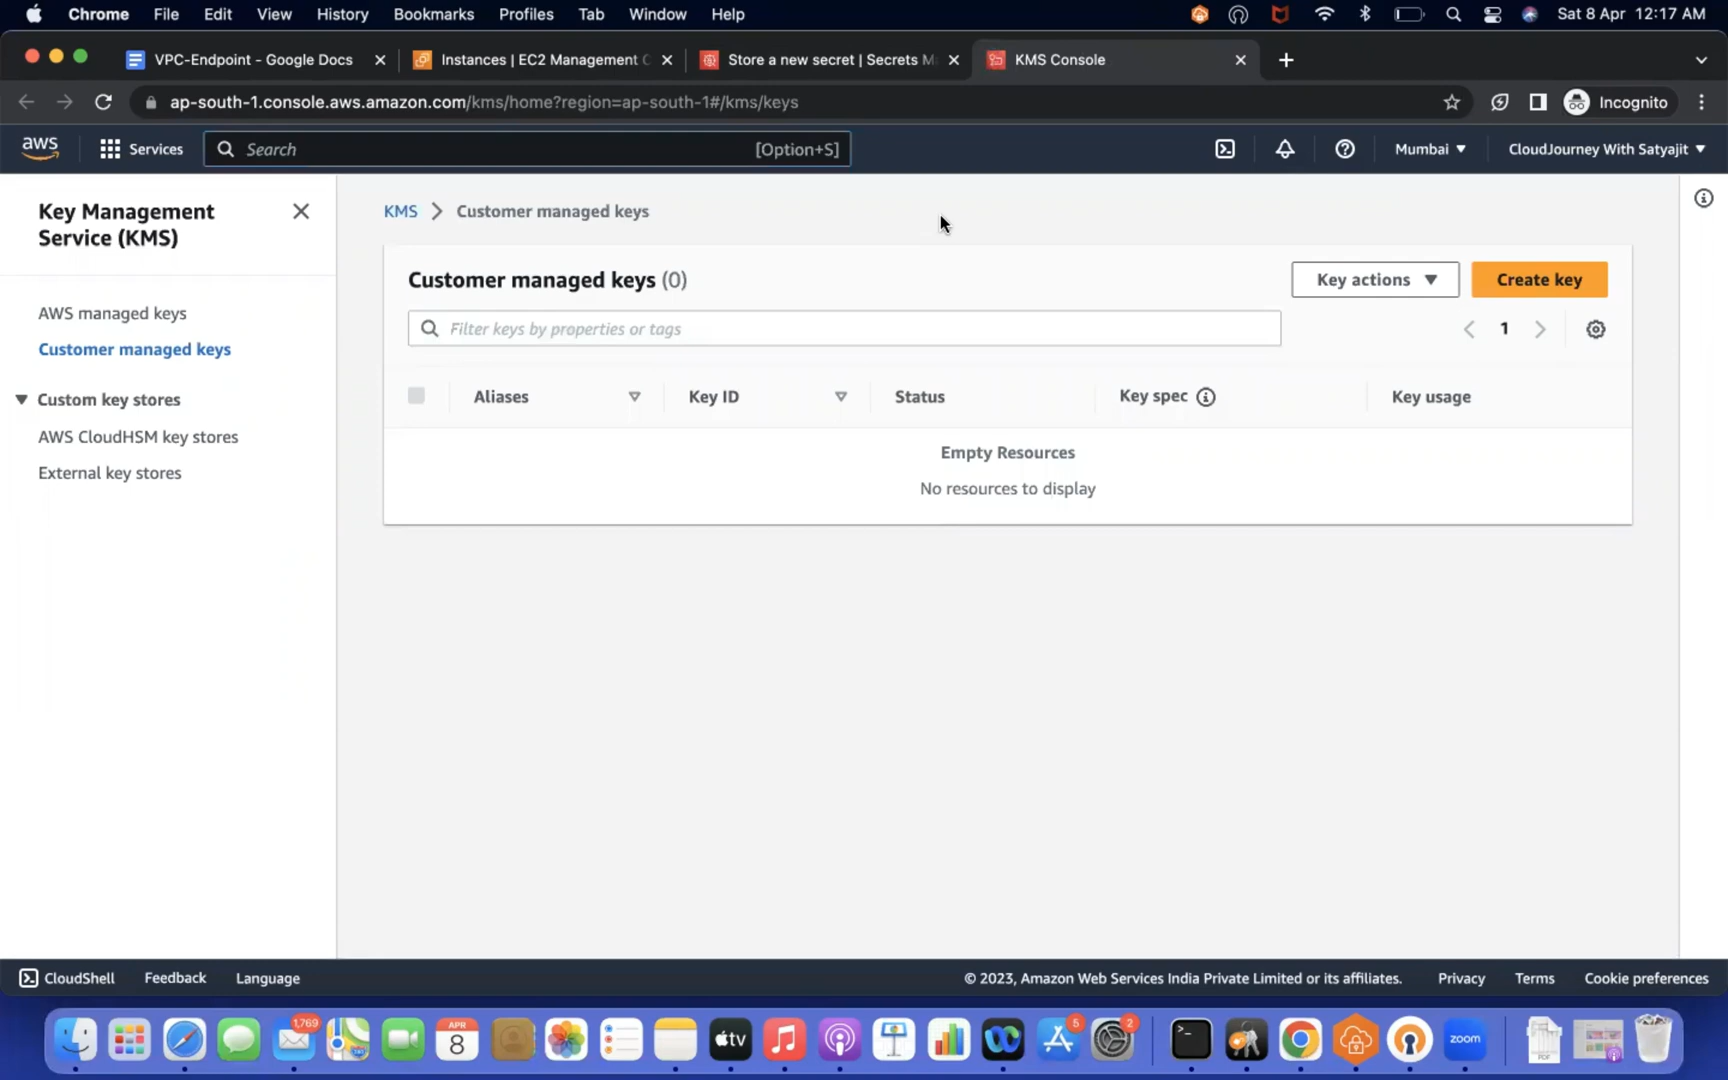 Chrome File Edit View History Bookmarks Profiles Tab Window Help Sat 8 Apr 12:17 AM
VPC-Endpoint - Google Docs Instances | EC2 Management C Store a new secret | Secrets M KMS Console
ap-south-1.console.aws.amazon.com/kms/home?region=ap-south-1#/kms/keys Incognito
aws Services Search [Option+S] Mumbai CloudJourney With Satyajit
Key Management
Service (KMS)
AWS managed keys
Customer managed keys
Custom key stores
AWS CloudHSM key stores
External key stores
KMS Customer managed keys
Customer managed keys (0) Key actions Create key
Filter keys by properties or tags 1
Aliases Key ID Status Key spec Key usage
Empty Resources
No resources to display
CloudShell Feedback Language © 2023, Amazon Web Services India Private Limited or its affiliates. Privacy Terms Cookie preferences
1,769 APR 8 tv 5 2 zoom PDF